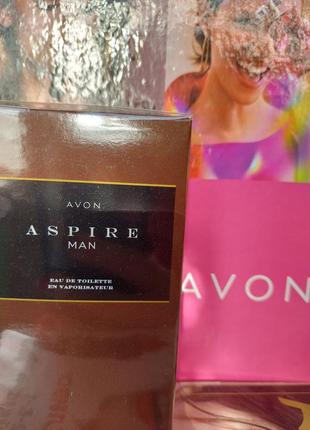 AVON
ASPIRE
MAN
EAU DE TOILETTE
EN VAPORISATEUR
AVON